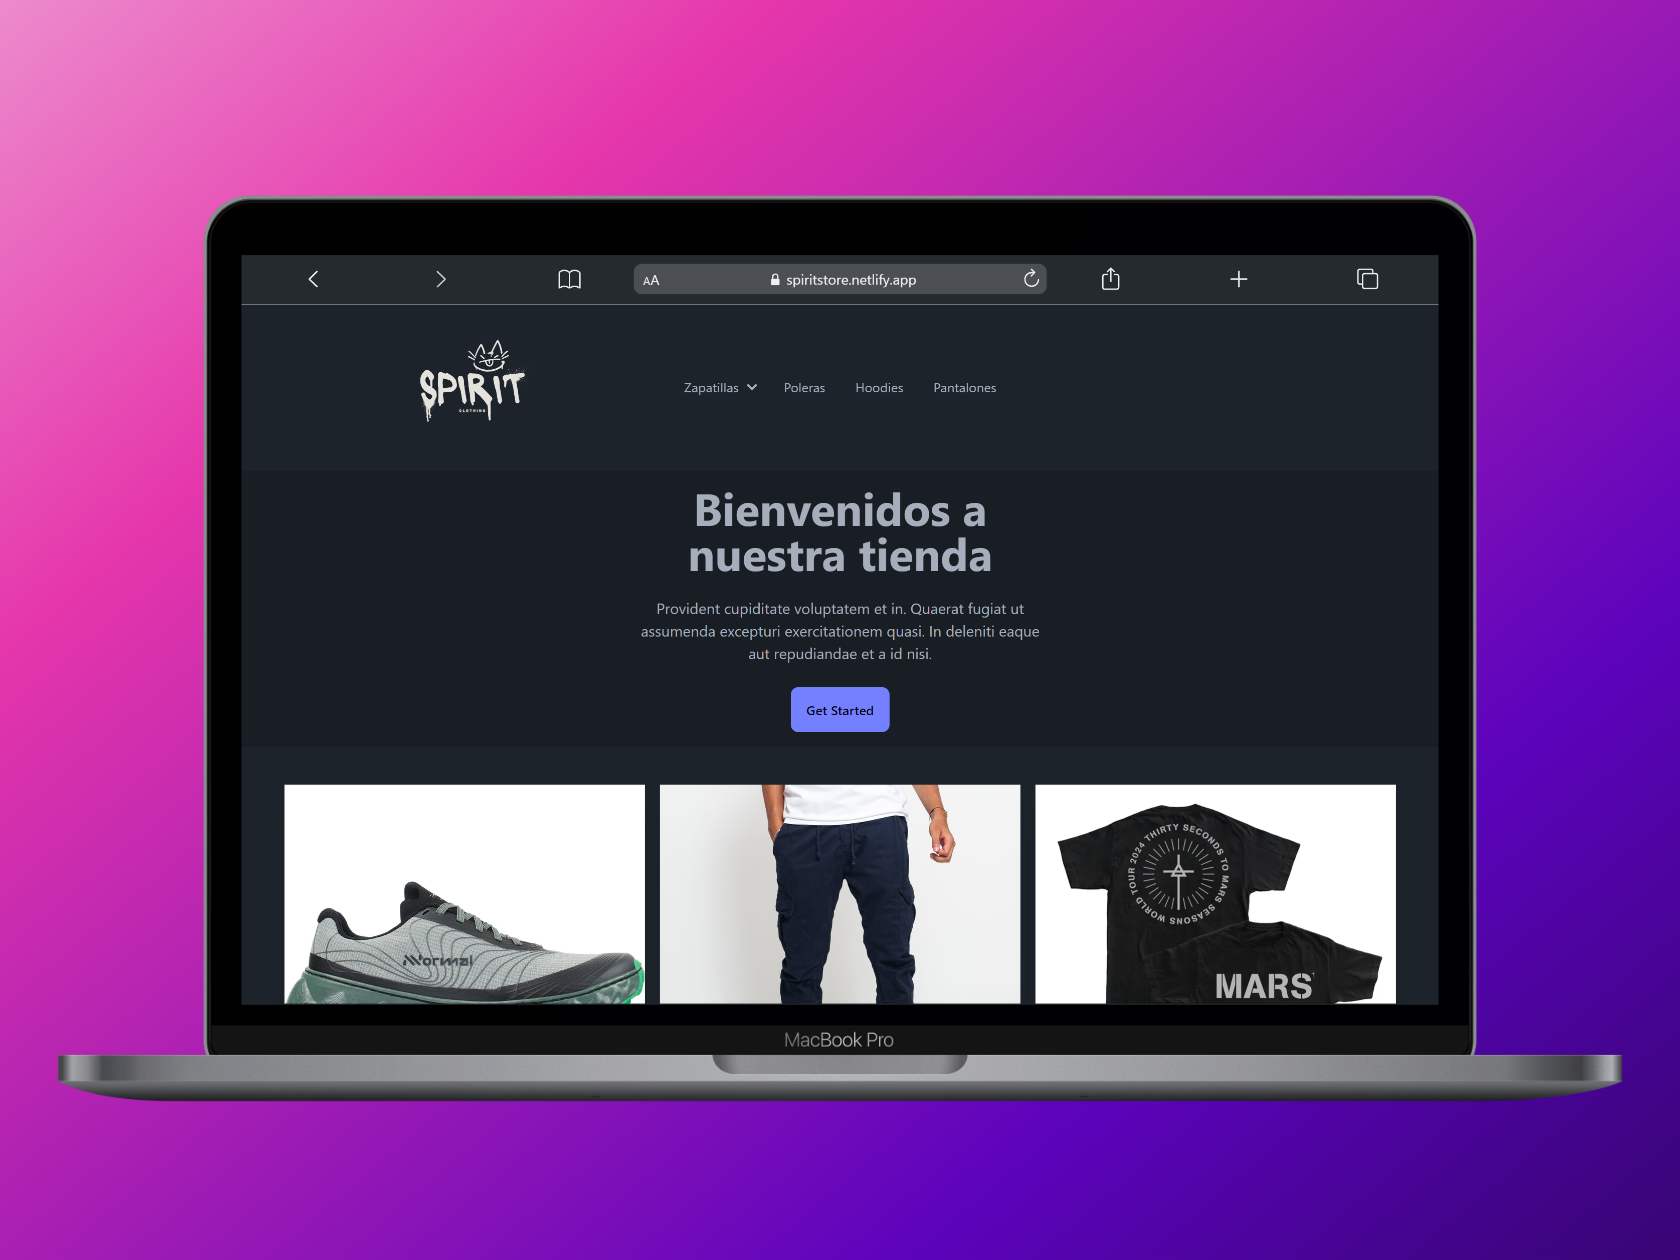 AA
spiritstore.netlify.app
SPIRIT
CLOTHING
Zapatillas Poleras Hoodies Pantalones
Bienvenidos a
nuestra tienda
Provident cupiditate voluptatem et in. Quaerat fugiat ut
assumenda excepturi exercitationem quasi. In deleniti eaque
aut repudiandae et a id nisi.
Get Started
NNormal
THIRTY SECONDS TO MARS SEASONS WORLD TOUR 2024
MARS
MacBook Pro